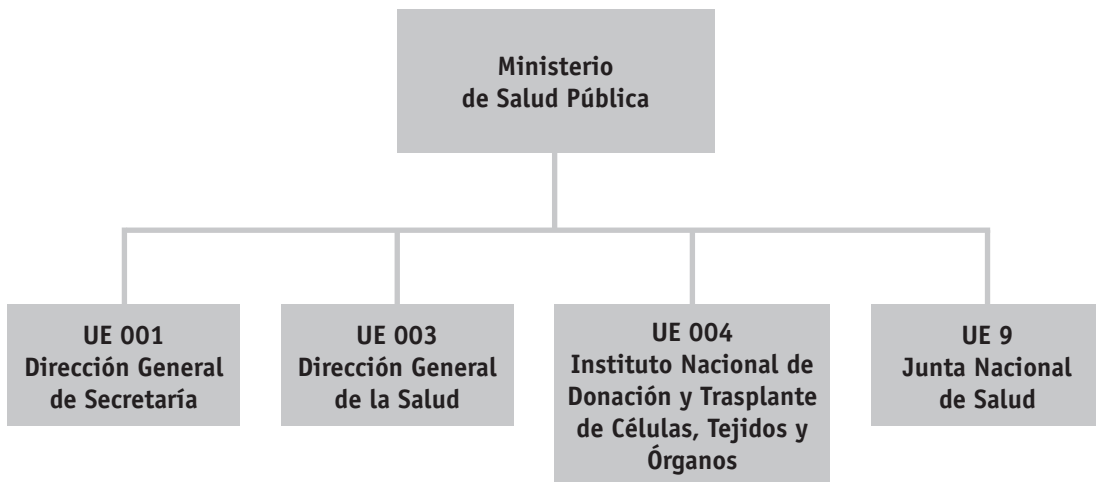 Ministerio
de Salud Pública
UE 001
Dirección General
de Secretaría
UE 003
Dirección General
de la Salud
UE 004
Instituto Nacional de
Donación y Trasplante
de Células, Tejidos y
Órganos
UE 9
Junta Nacional
de Salud